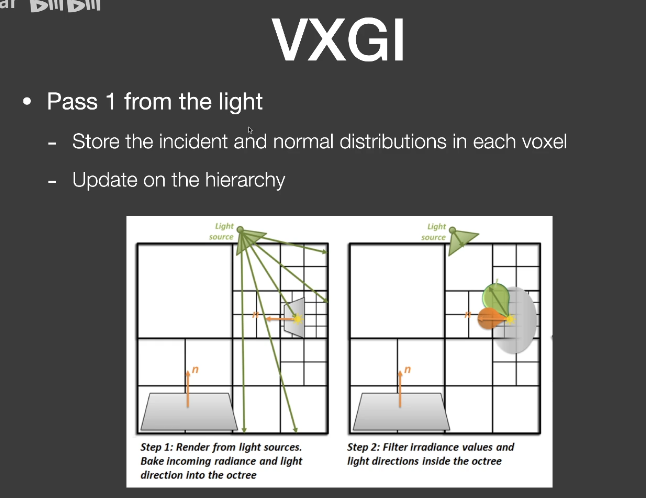 VXGI
• Pass 1 from the light
- Store the incident and normal distributions in each voxel
- Update on the hierarchy
Light
source
Light
source
n
n
Step 1: Render from light sources.
Bake incoming radiance and light
direction into the octree
Step 2: Filter irradiance values and
light directions inside the octree